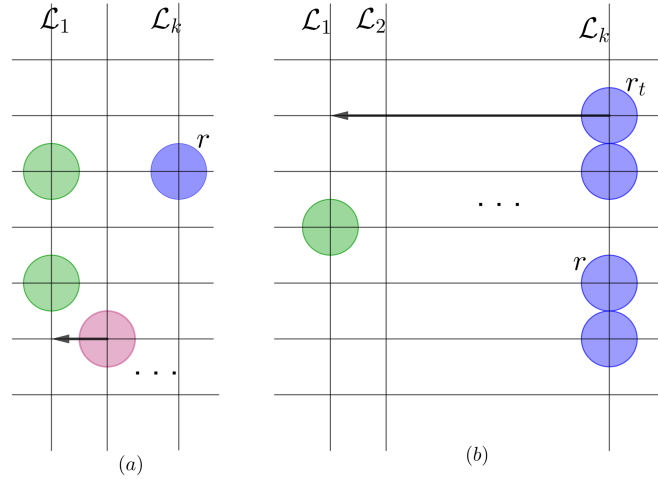 ℒ₁ ℒₖ
r
. . .
(a)
ℒ₁ ℒ₂ ℒₖ
rₜ
. . .
r
(b)